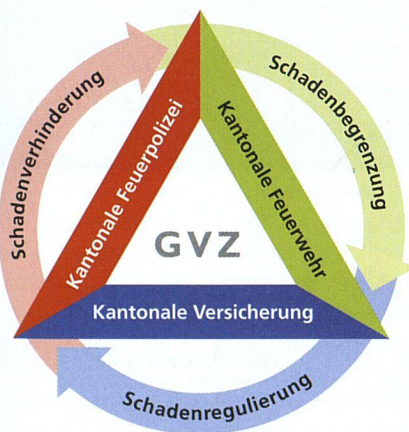 Schadenverhinderung
Kantonale Feuerpolizei
Schadenbegrenzung
Kantonale Feuerwehr
GVZ
Kantonale Versicherung
Schadenregulierung